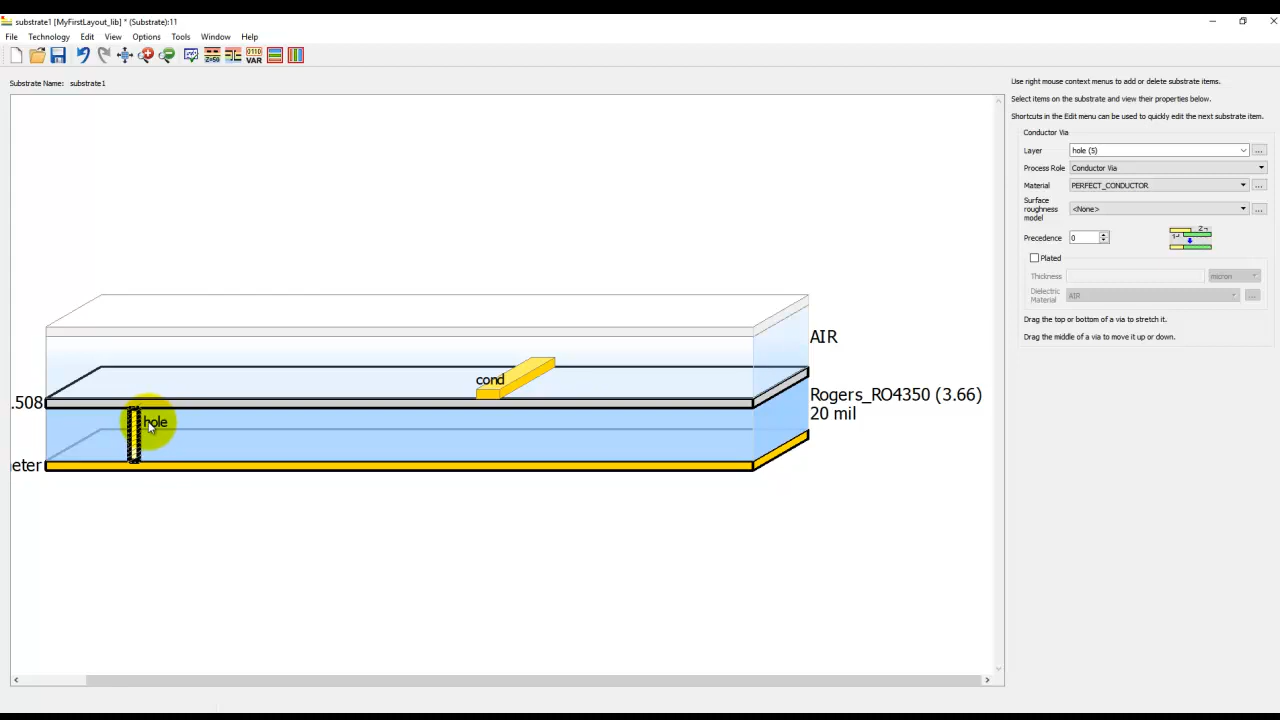 substrate1 [MyFirstLayout_lib] * (Substrate):11
File Technology Edit View Options Tools Window Help
Z=50 0110 VAR
Substrate Name: substrate1
Use right mouse context menus to add or delete substrate items.
Select items on the substrate and view their properties below.
Shortcuts in the Edit menu can be used to quickly edit the next substrate item.
Conductor Via
Layer hole (5) ...
Process Role Conductor Via
Material PERFECT_CONDUCTOR ...
Surface roughness model <None> ...
Precedence 0
Plated
Thickness micron
Dielectric Material AIR ...
Drag the top or bottom of a via to stretch it.
Drag the middle of a via to move it up or down.
AIR
cond
.508
Rogers_RO4350 (3.66)
20 mil
hole
eter